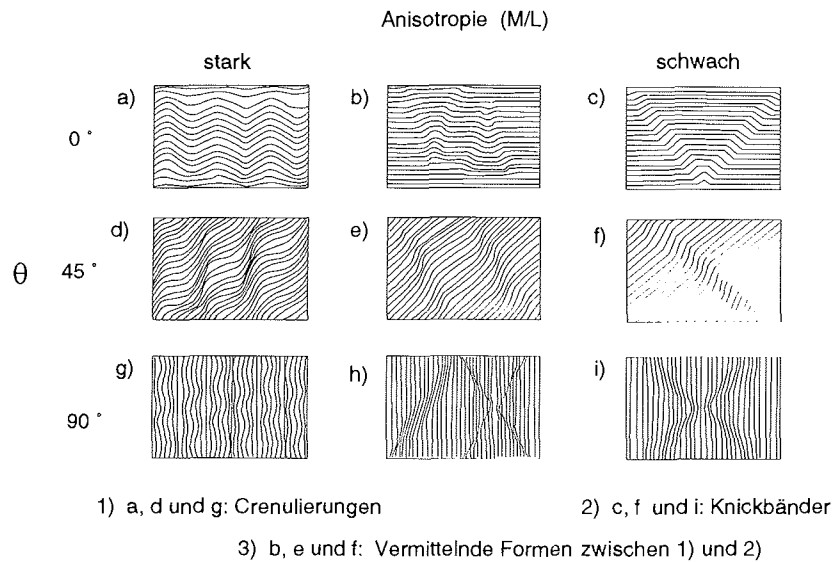 Anisotropie (M/L)
stark
schwach
a)
b)
c)
0°
d)
e)
f)
θ
45°
g)
h)
i)
90°
1) a, d und g: Crenulierungen
2) c, f und i: Knickbänder
3) b, e und f: Vermittelnde Formen zwischen 1) und 2)